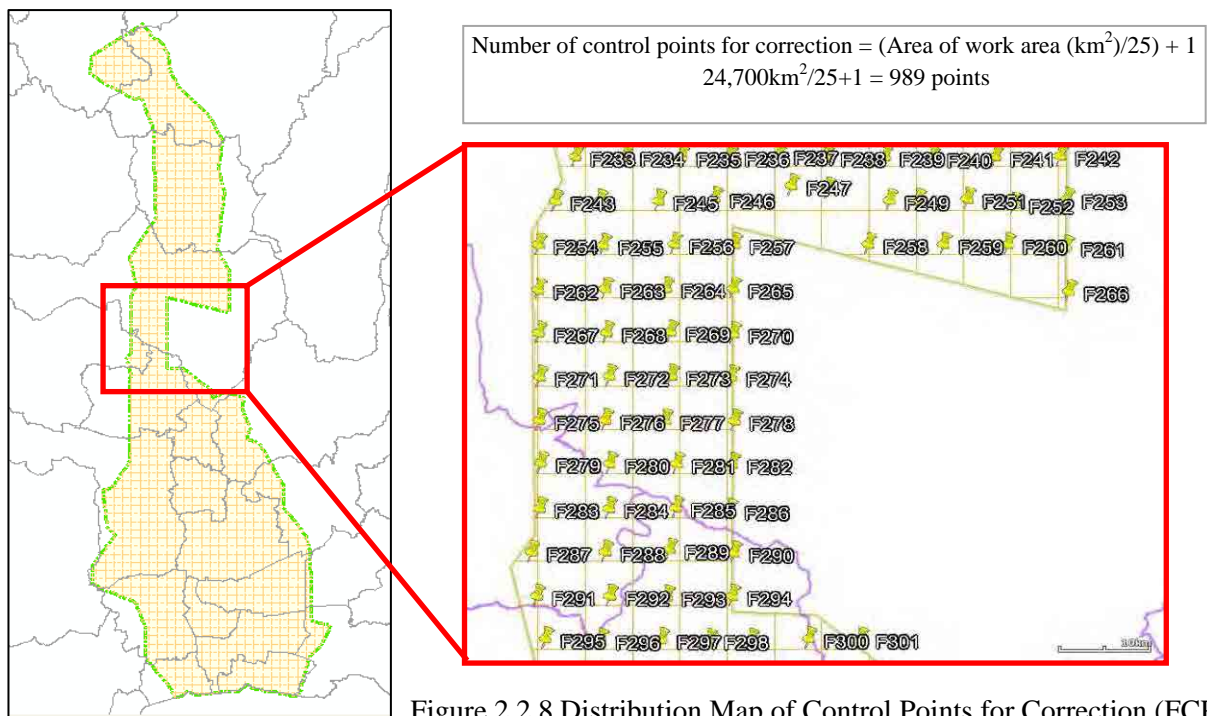 Number of control points for correction = (Area of work area (km²)/25) + 1
24,700km²/25+1 = 989 points
F233 F234 F235 F236 F237 F238 F239 F240 F241 F242
F243 F245 F246 F247 F249 F251 F252 F253
F254 F255 F256 F257 F258 F259 F260 F261
F262 F263 F264 F265 F266
F267 F268 F269 F270
F271 F272 F273 F274
F275 F276 F277 F278
F279 F280 F281 F282
F283 F284 F285 F286
F287 F288 F289 F290
F291 F292 F293 F294
F295 F296 F297 F298 F300 F301
10km
Figure 2.2.8 Distribution Map of Control Points for Correction (FCP